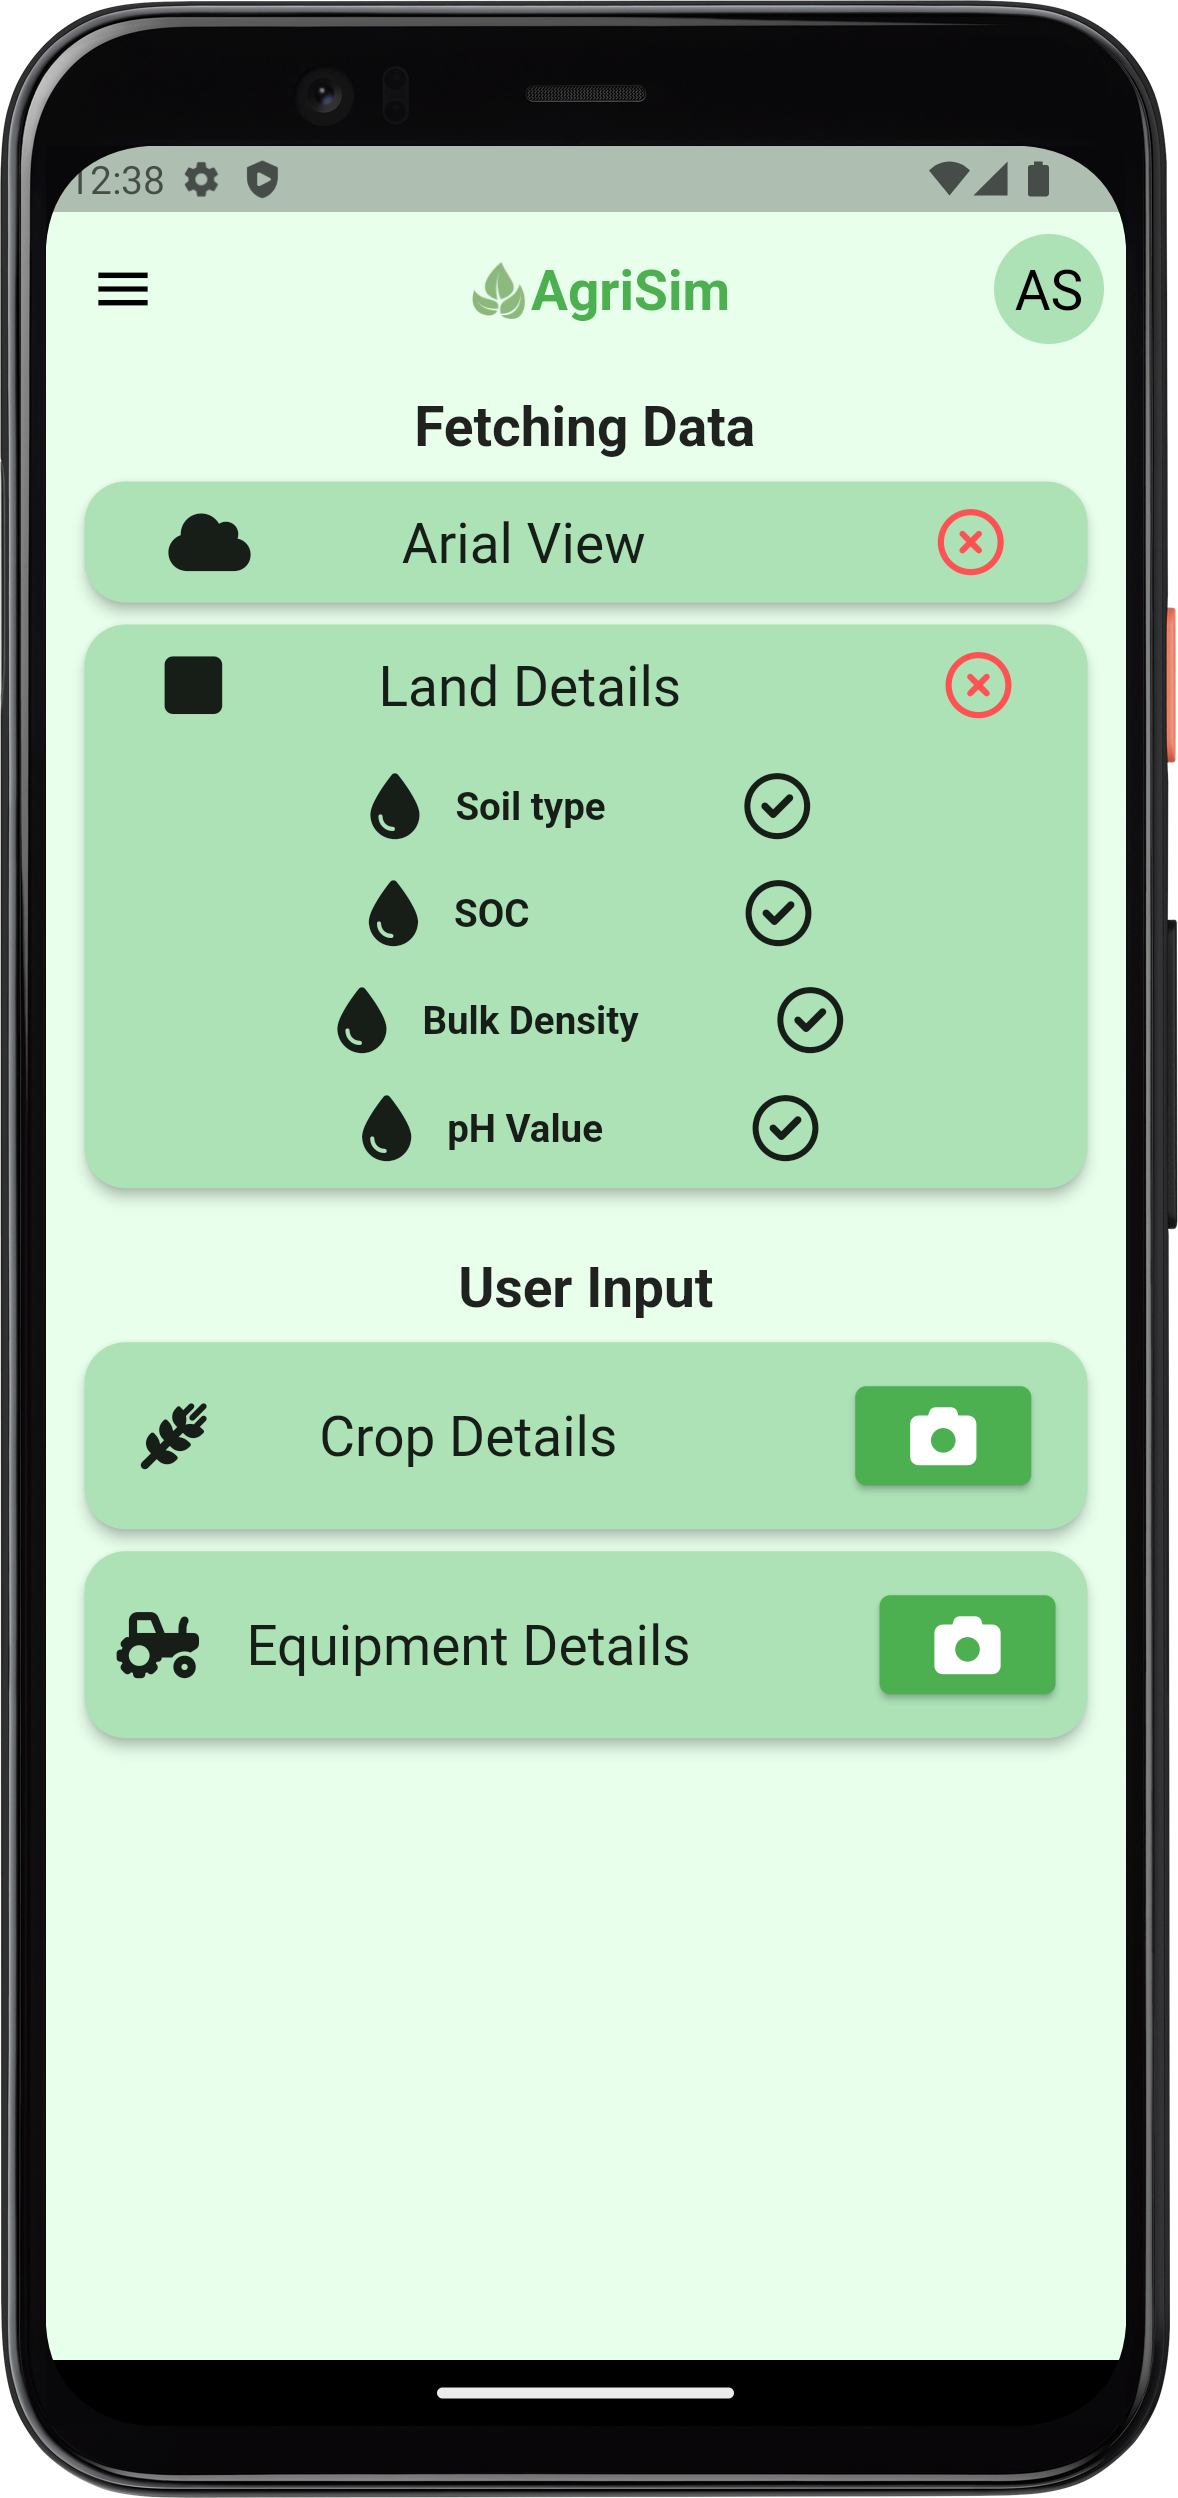 12:38
AgriSim
AS
Fetching Data
Arial View
Land Details
Soil type
SOC
Bulk Density
pH Value
User Input
Crop Details
Equipment Details